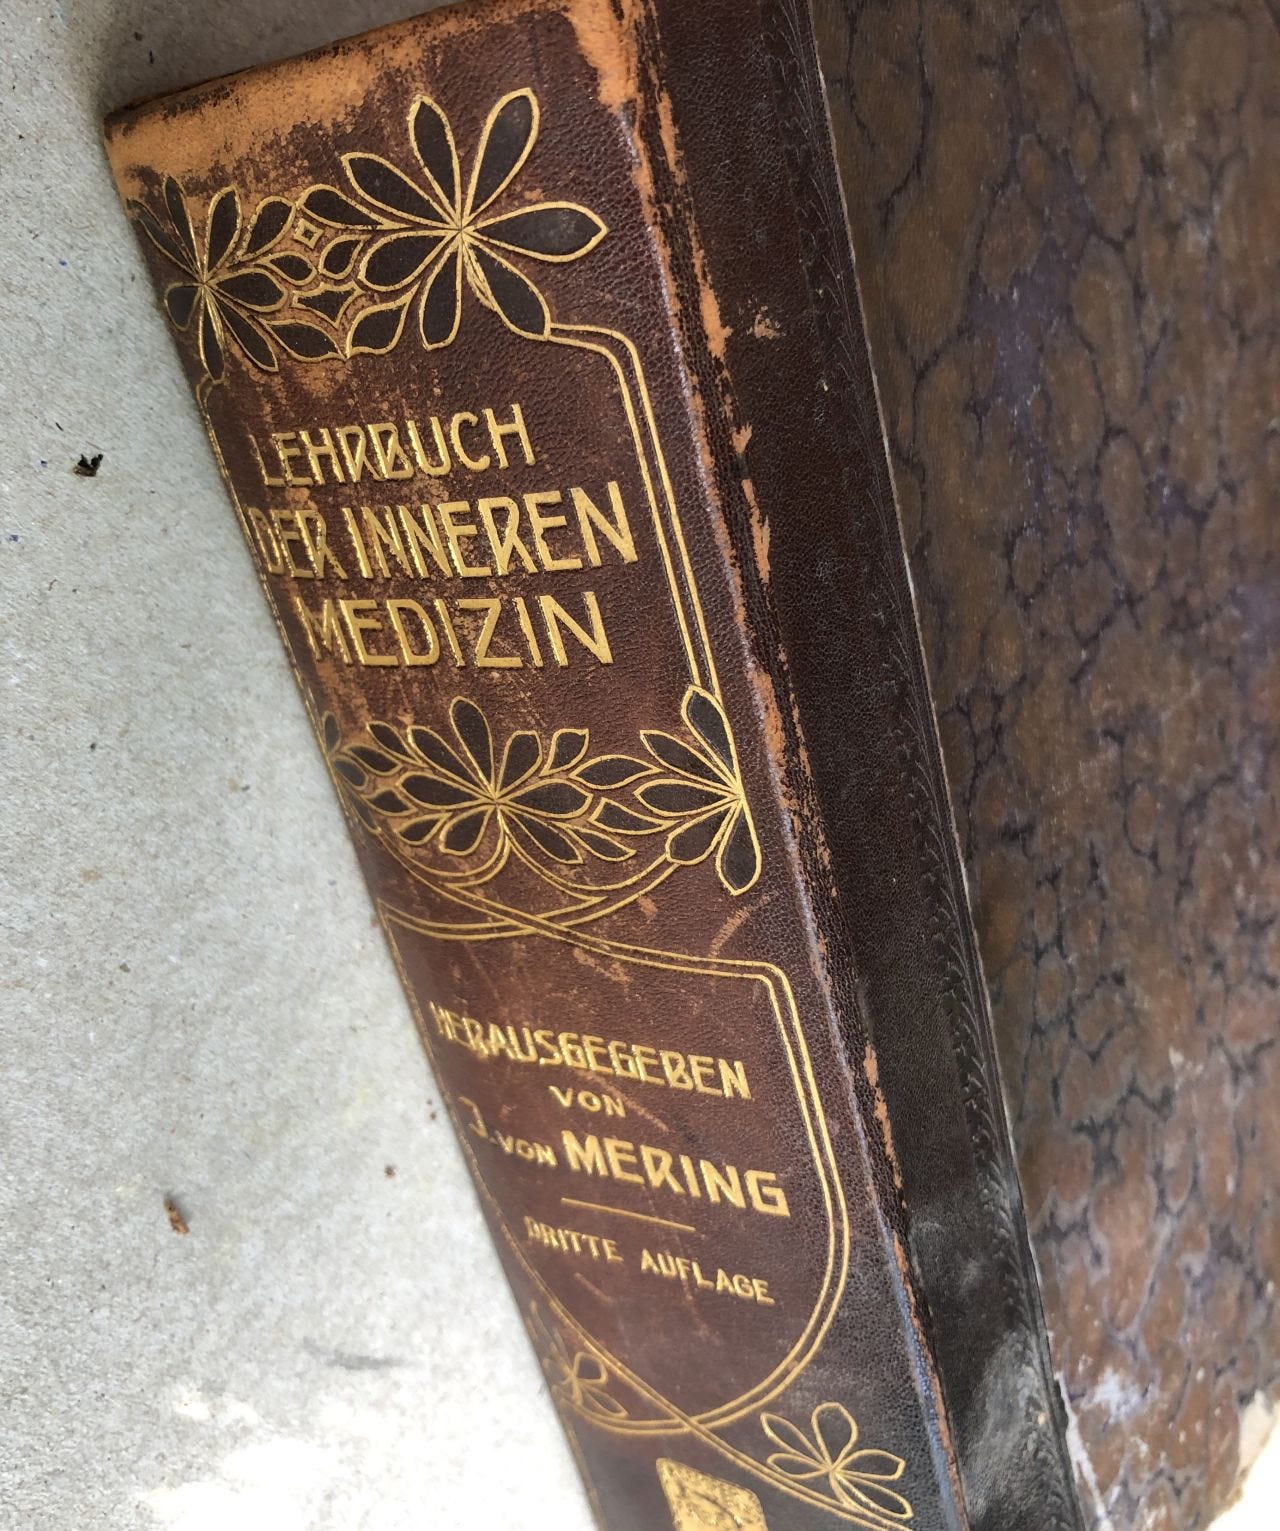 LEHRBUCH
DER INNEREN
MEDIZIN
HERAUSGEGEBEN
VON
J. VON MERING
DRITTE AUFLAGE